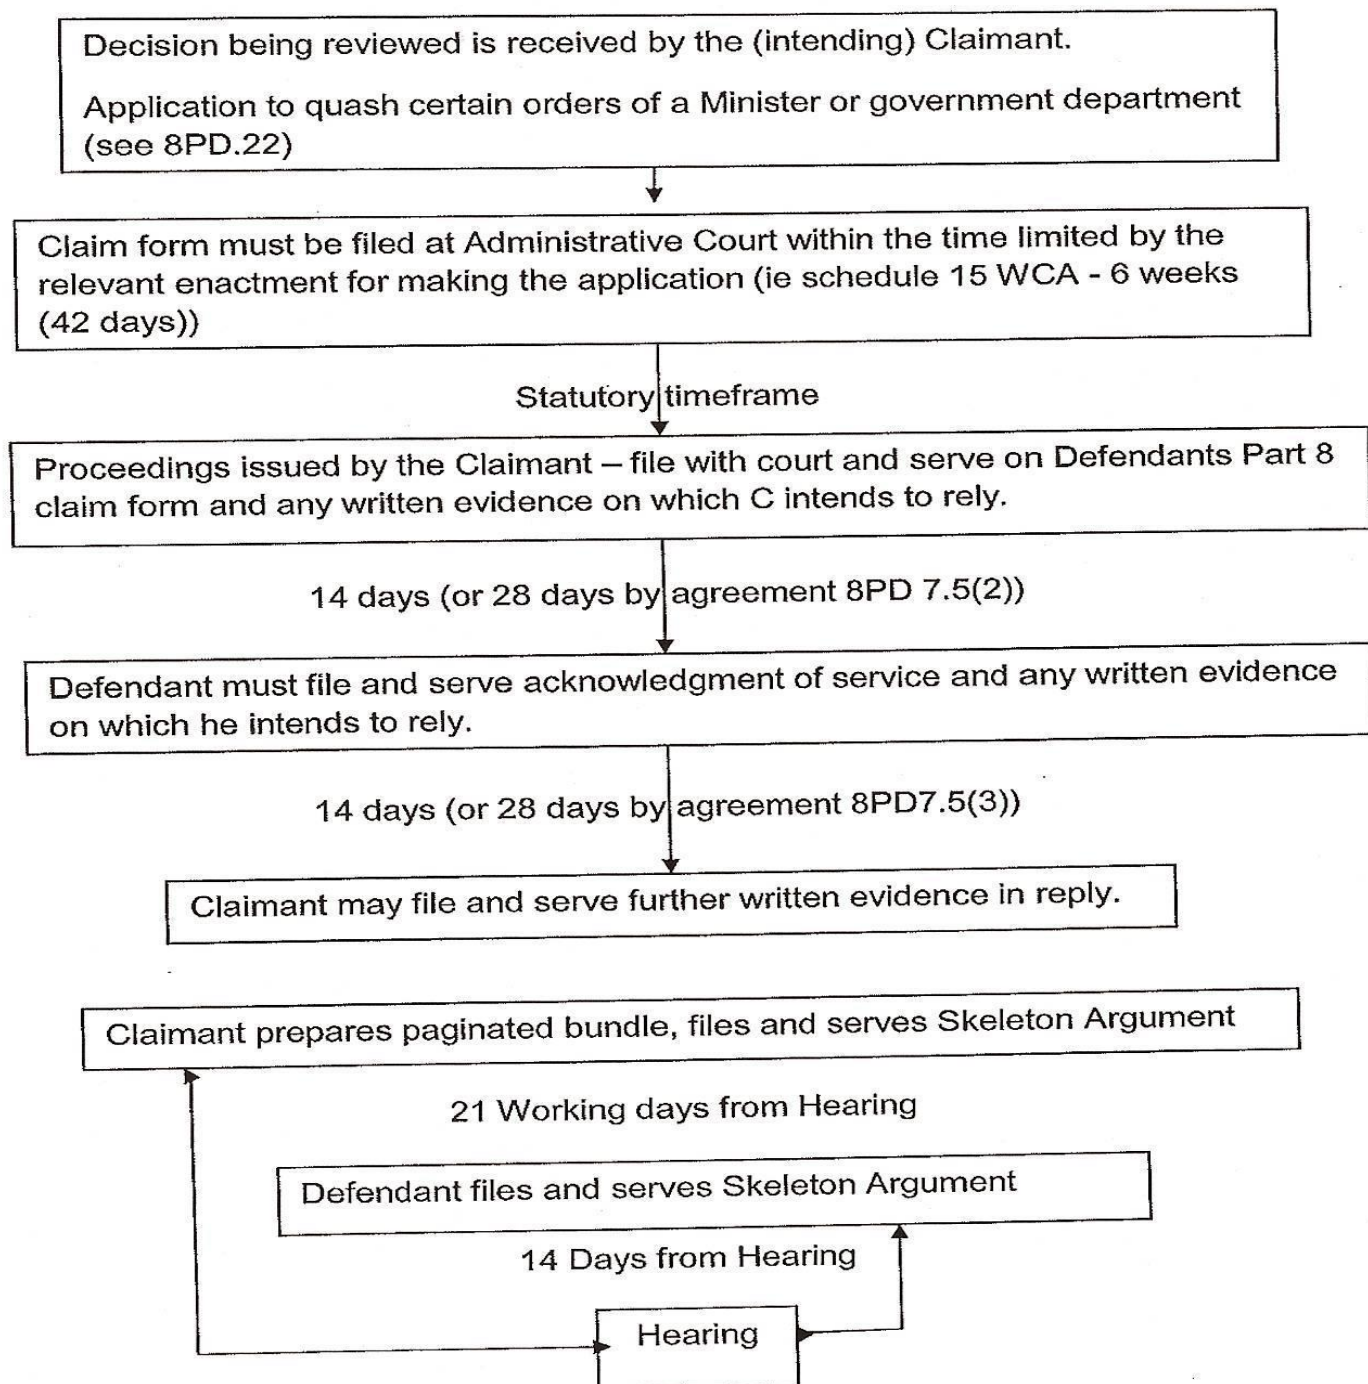 Decision being reviewed is received by the (intending) Claimant.
Application to quash certain orders of a Minister or government department
(see 8PD.22)
Claim form must be filed at Administrative Court within the time limited by the
relevant enactment for making the application (ie schedule 15 WCA - 6 weeks
(42 days))
Statutory timeframe
Proceedings issued by the Claimant – file with court and serve on Defendants Part 8
claim form and any written evidence on which C intends to rely.
14 days (or 28 days by agreement 8PD 7.5(2))
Defendant must file and serve acknowledgment of service and any written evidence
on which he intends to rely.
14 days (or 28 days by agreement 8PD7.5(3))
Claimant may file and serve further written evidence in reply.
Claimant prepares paginated bundle, files and serves Skeleton Argument
21 Working days from Hearing
Defendant files and serves Skeleton Argument
14 Days from Hearing
Hearing